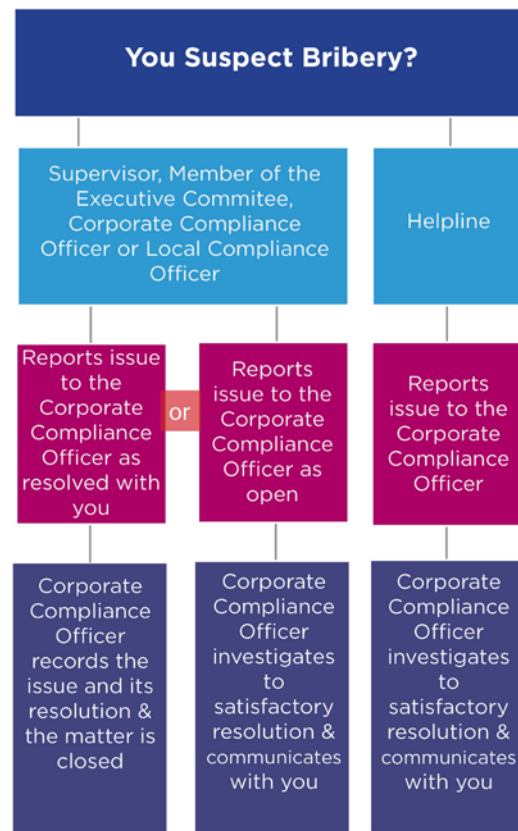 You Suspect Bribery?
Supervisor, Member of the
Executive Commitee,
Corporate Compliance
Officer or Local Compliance
Officer
Helpline
Reports issue
to the
Corporate
Compliance
Officer as
resolved with
you
or
Reports
issue to the
Corporate
Compliance
Officer as
open
Reports
issue to the
Corporate
Compliance
Officer
Corporate
Compliance
Officer
records the
issue and its
resolution &
the matter is
closed
Corporate
Compliance
Officer
investigates
to
satisfactory
resolution &
communicates
with you
Corporate
Compliance
Officer
investigates
to
satisfactory
resolution &
communicates
with you